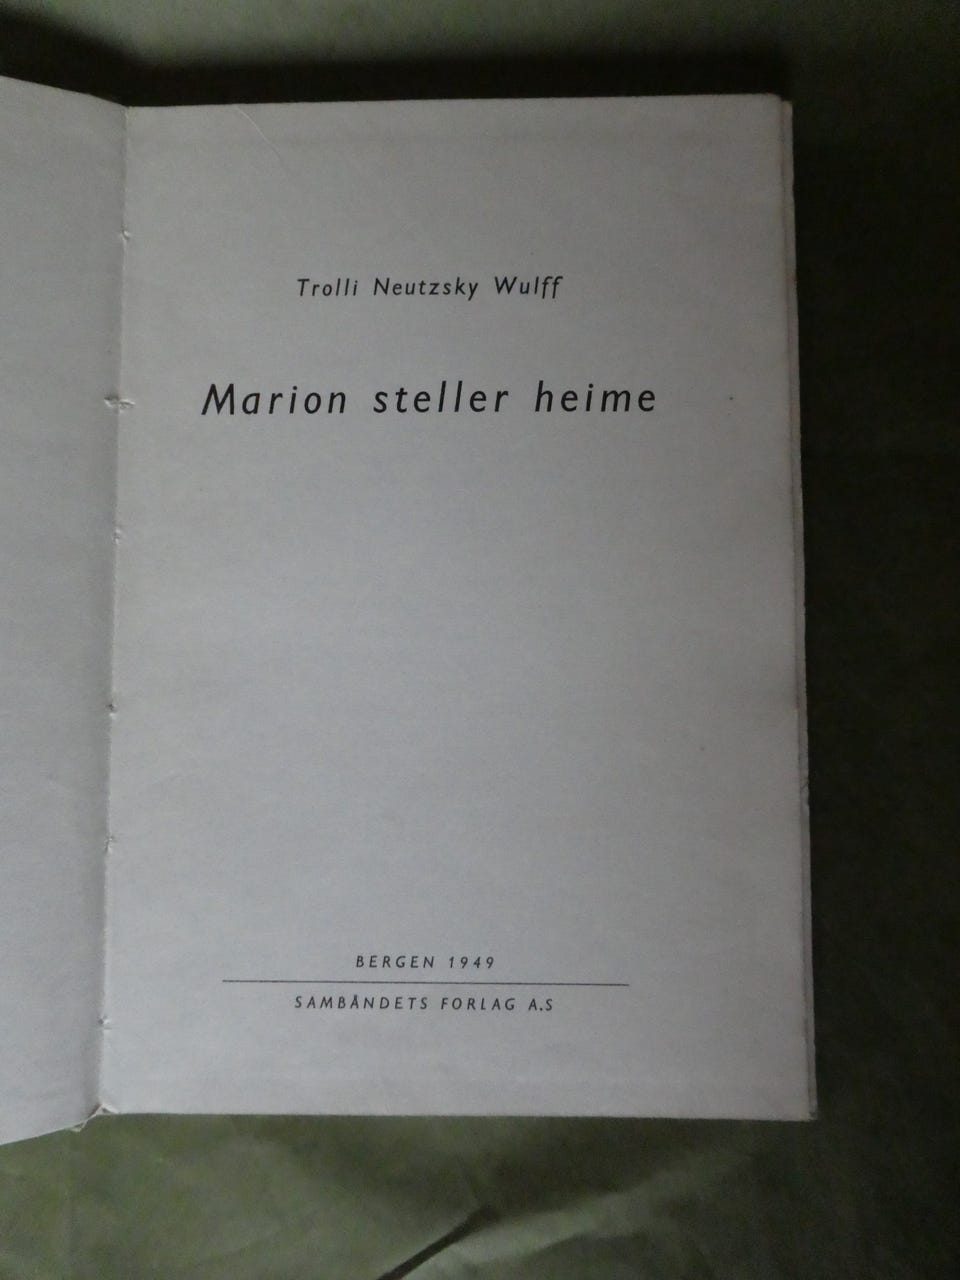 Trolli Neutzsky Wulff
Marion steller heime
BERGEN 1949
SAMBÅNDETS FORLAG A.S